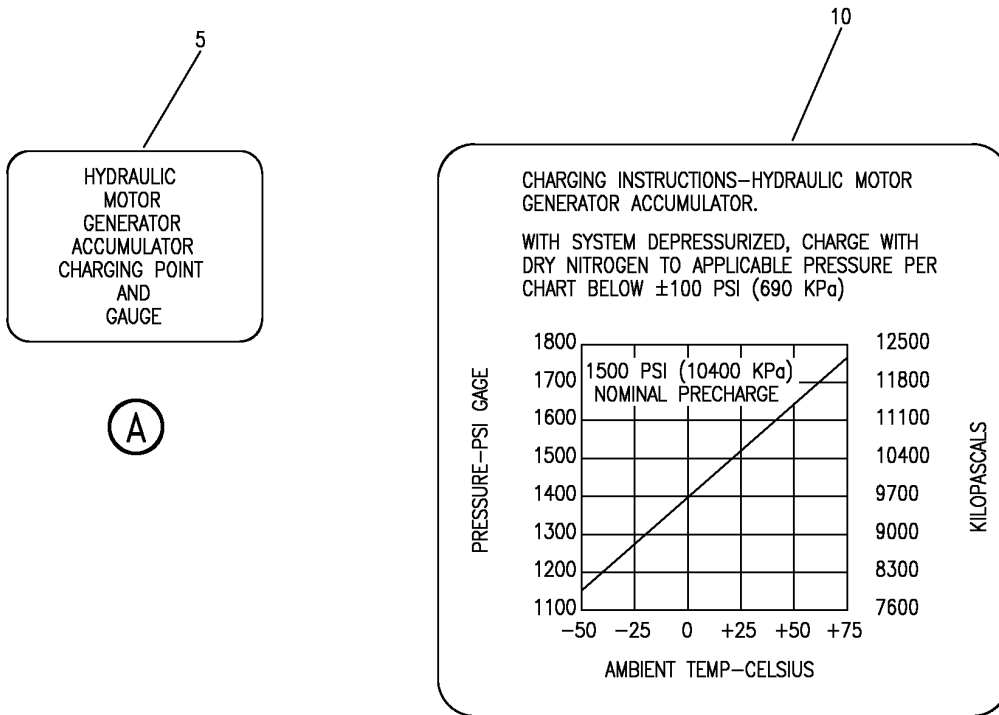 5
10
HYDRAULIC
MOTOR
GENERATOR
ACCUMULATOR
CHARGING POINT
AND
GAUGE
A
CHARGING INSTRUCTIONS–HYDRAULIC MOTOR
GENERATOR ACCUMULATOR.
WITH SYSTEM DEPRESSURIZED, CHARGE WITH
DRY NITROGEN TO APPLICABLE PRESSURE PER
CHART BELOW ±100 PSI (690 KPa)
PRESSURE–PSI GAGE
1800
1700
1600
1500
1400
1300
1200
1100
1500 PSI (10400 KPa)
NOMINAL PRECHARGE
12500
11800
11100
10400
9700
9000
8300
7600
KILOPASCALS
–50 –25 0 +25 +50 +75
AMBIENT TEMP–CELSIUS